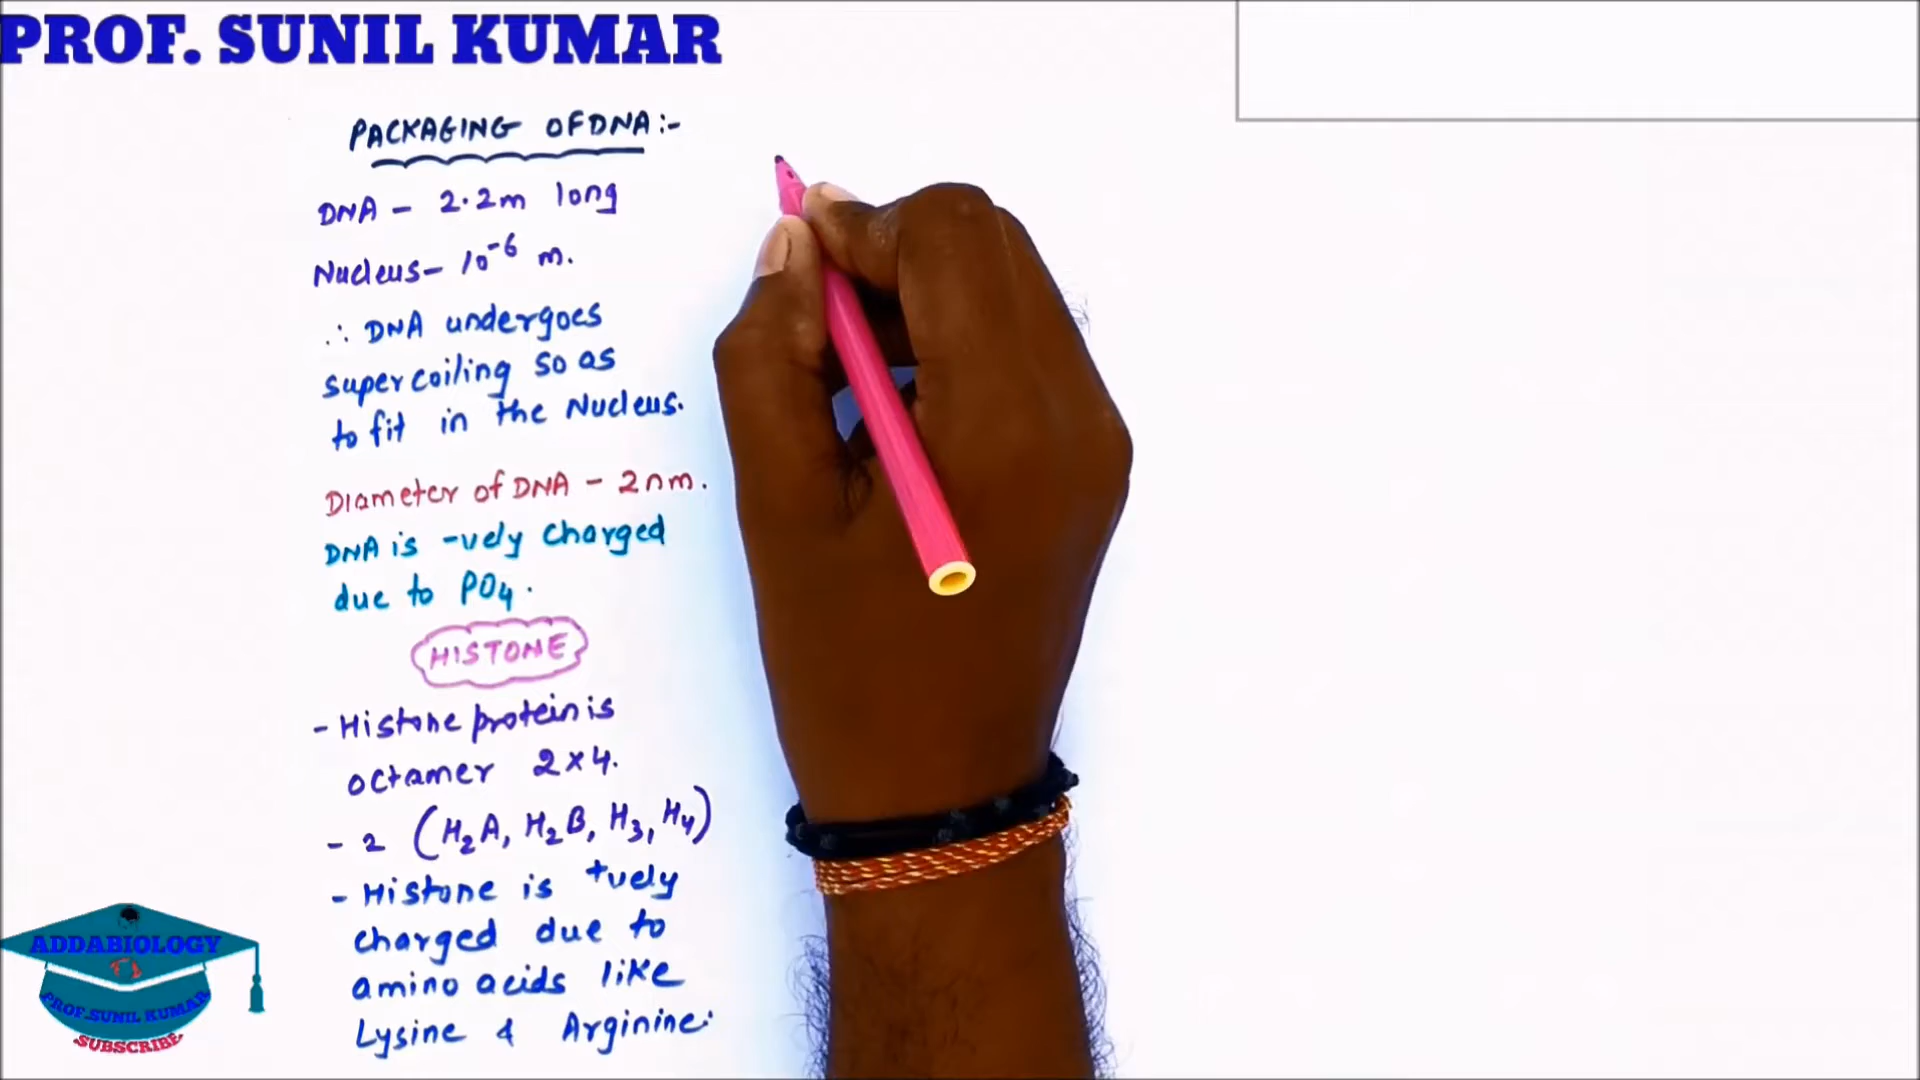 PROF. SUNIL KUMAR
PACKAGING OF DNA:-
DNA - 2.2m long
Nucleus - 10⁻⁶ m.
∴ DNA undergoes
supercoiling so as
to fit in the Nucleus.
Diameter of DNA - 2nm.
DNA is -vely charged
due to PO₄.
HISTONE
- Histone protein is
octamer 2×4.
- 2 (H₂A, H₂B, H₃, H₄)
- Histone is +vely
charged due to
amino acids like
Lysine & Arginine.
ADDABIOLOGY
PROF.SUNIL KUMAR
SUBSCRIBE